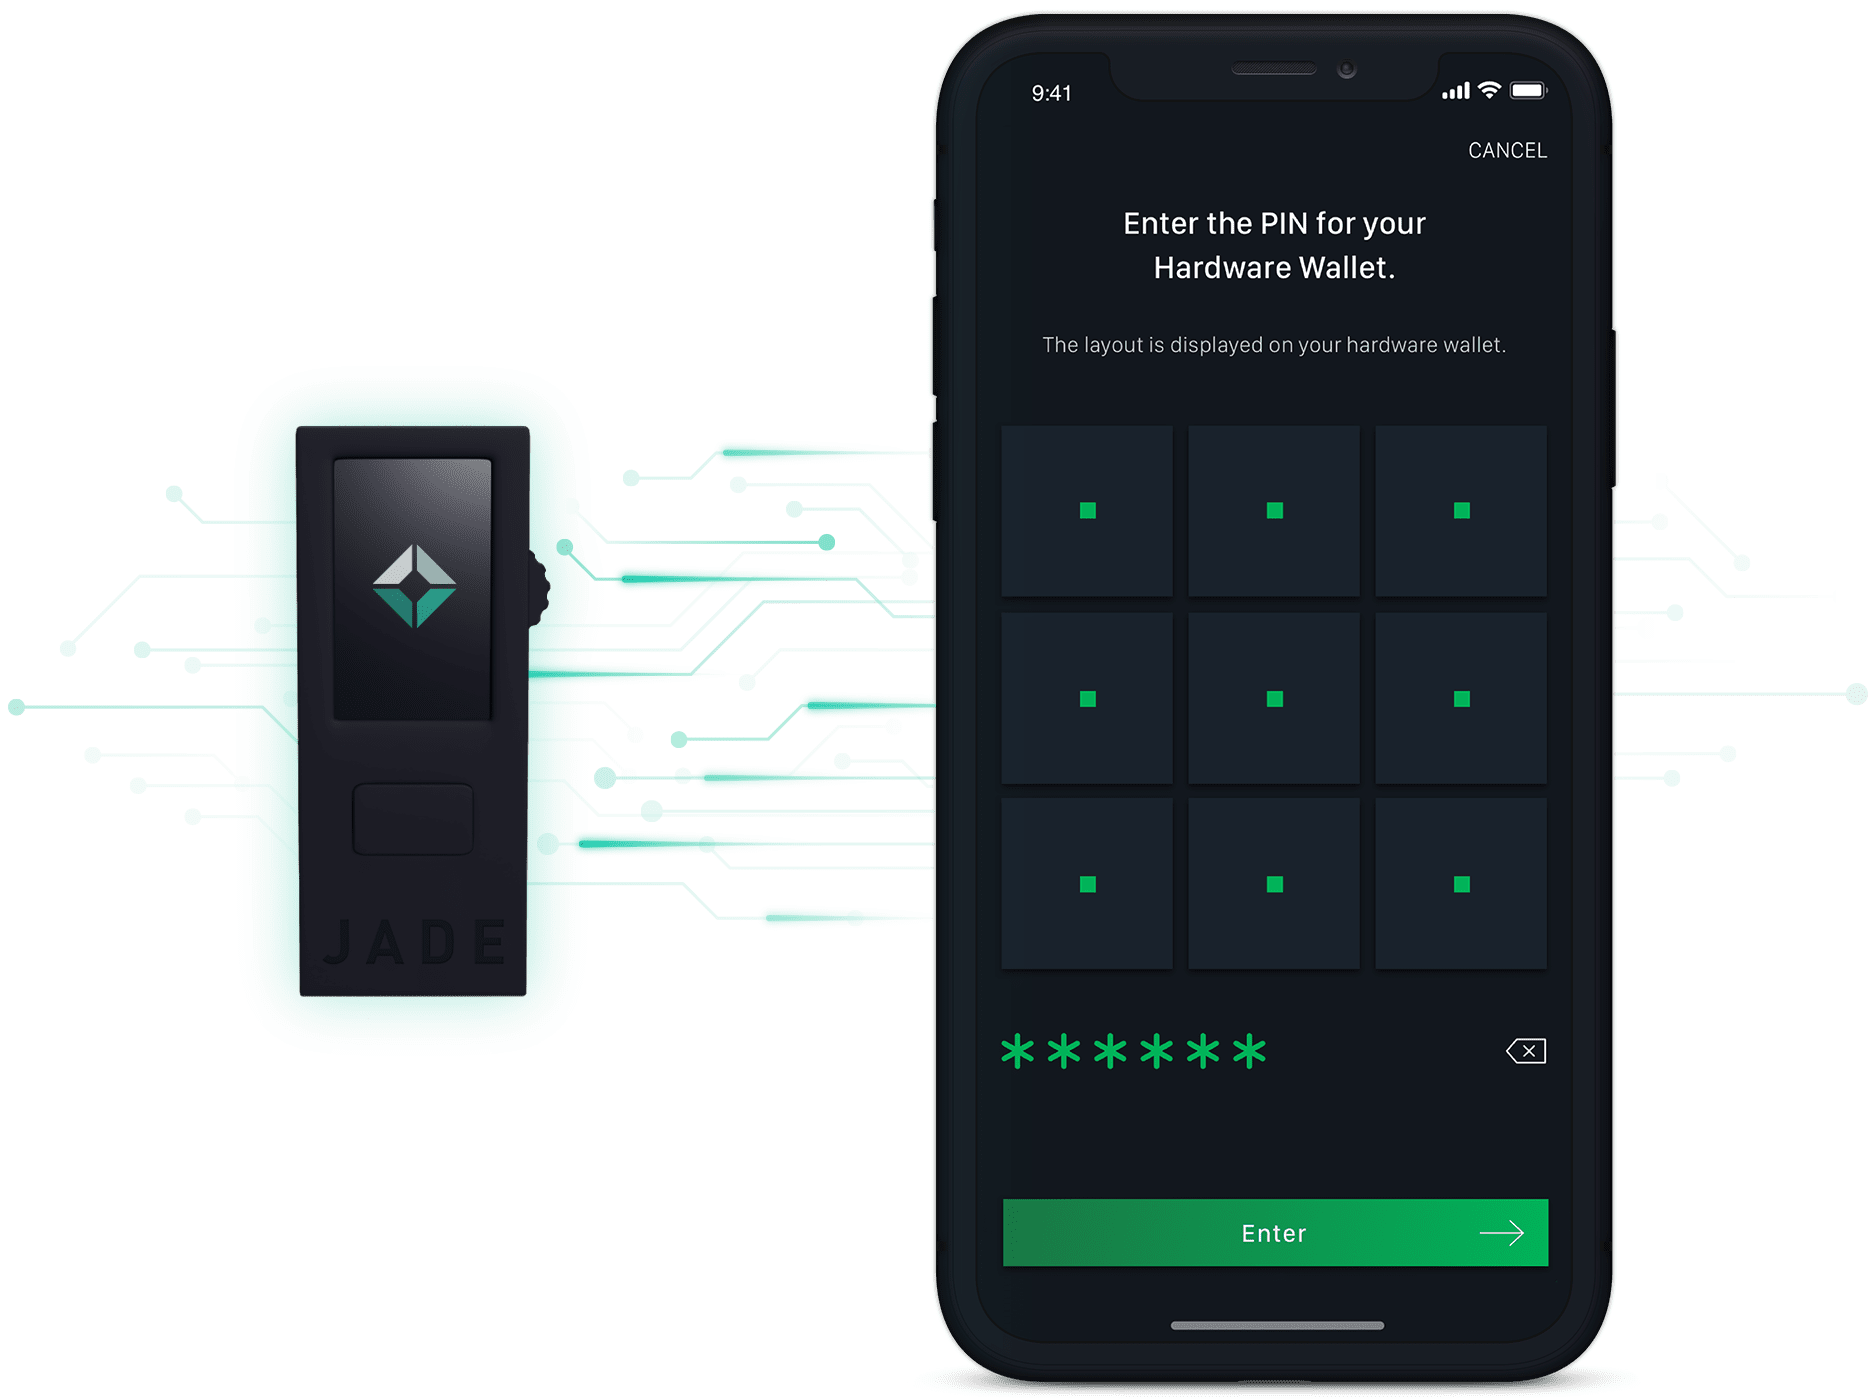 9:41
CANCEL
Enter the PIN for your
Hardware Wallet.
The layout is displayed on your hardware wallet.
JADE
******
Enter